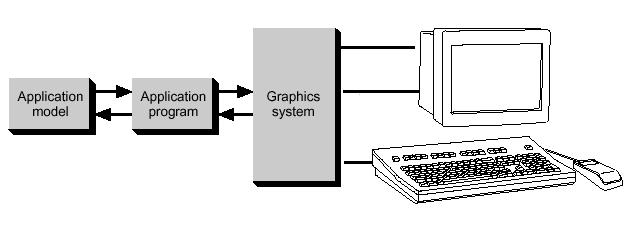 Application
model
Application
program
Graphics
system